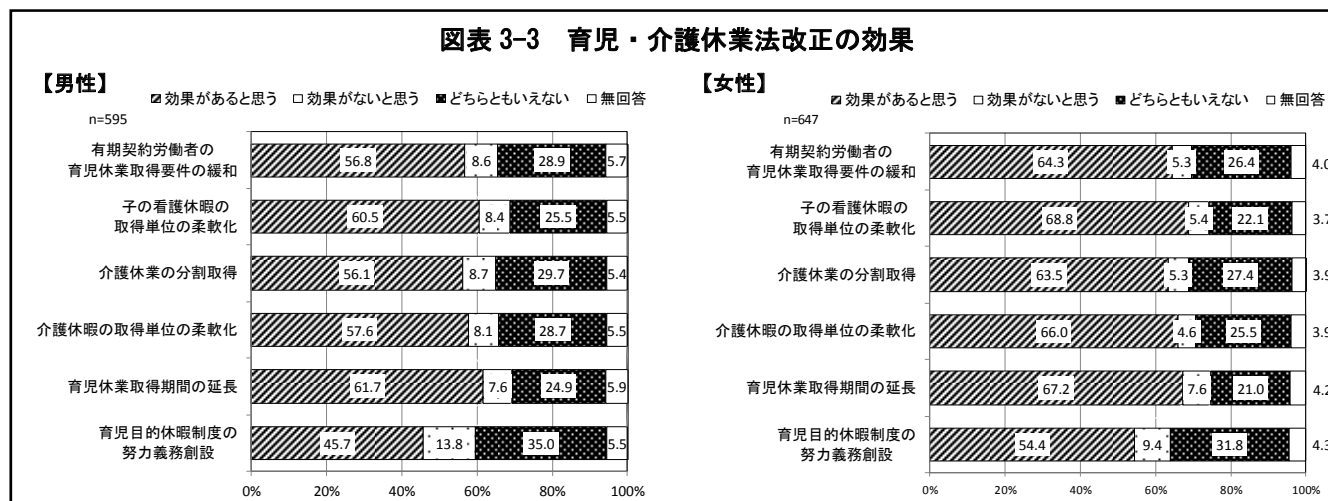 図表 3-3　育児・介護休業法改正の効果
【男性】
効果があると思う 効果がないと思う どちらともいえない 無回答
n=595
有期契約労働者の
育児休業取得要件の緩和
56.8 8.6 28.9 5.7
子の看護休暇の
取得単位の柔軟化
60.5 8.4 25.5 5.5
介護休業の分割取得
56.1 8.7 29.7 5.4
介護休暇の取得単位の柔軟化
57.6 8.1 28.7 5.5
育児休業取得期間の延長
61.7 7.6 24.9 5.9
育児目的休暇制度の
努力義務創設
45.7 13.8 35.0 5.5
0% 20% 40% 60% 80% 100%
【女性】
効果があると思う 効果がないと思う どちらともいえない 無回答
n=647
有期契約労働者の
育児休業取得要件の緩和
64.3 5.3 26.4 4.0
子の看護休暇の
取得単位の柔軟化
68.8 5.4 22.1 3.7
介護休業の分割取得
63.5 5.3 27.4 3.9
介護休暇の取得単位の柔軟化
66.0 4.6 25.5 3.9
育児休業取得期間の延長
67.2 7.6 21.0 4.2
育児目的休暇制度の
努力義務創設
54.4 9.4 31.8 4.3
0% 20% 40% 60% 80% 100%